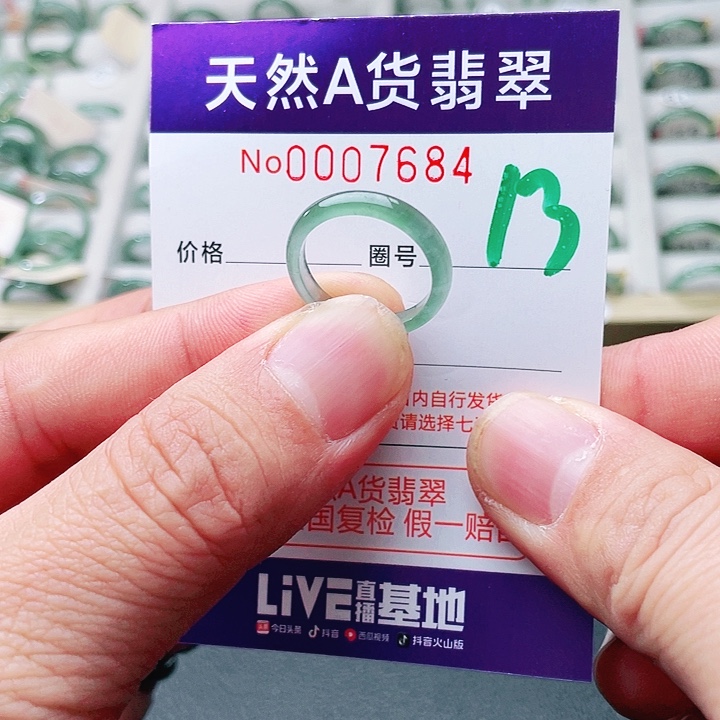 天然A货翡翠
No0007684
价格 圈号 13
内自行发货
请选择七
A货翡翠
国复检 假一赔
LiVE直播基地
今日头条 抖音 西瓜视频 抖音火山版